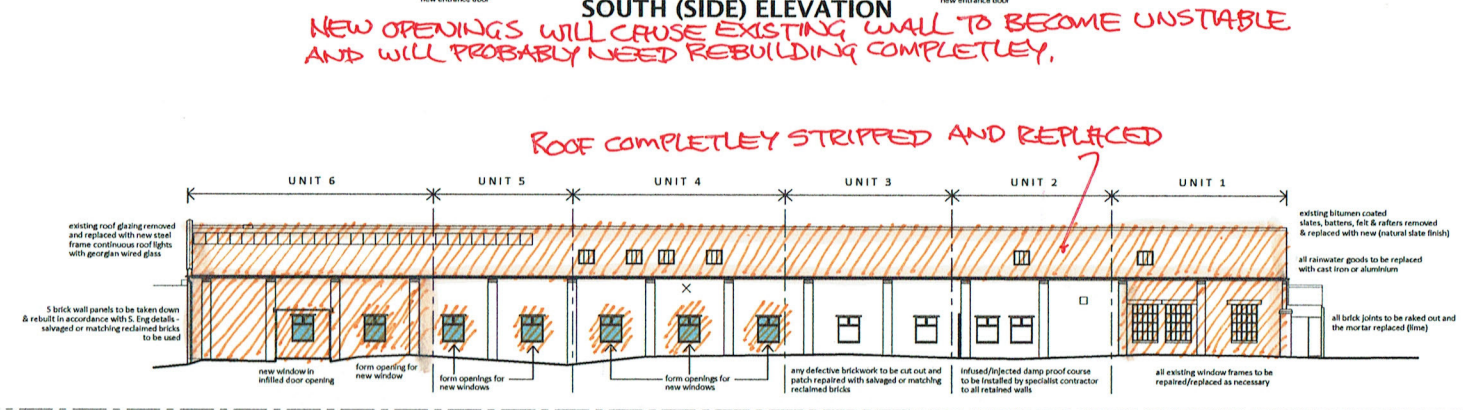 new entrance door
new entrance door
SOUTH (SIDE) ELEVATION
NEW OPENINGS WILL CAUSE EXISTING WALL TO BECOME UNSTABLE
AND WILL PROBABLY NEED REBUILDING COMPLETLEY.
ROOF COMPLETLEY STRIPPED AND REPLACED
UNIT 6
UNIT 5
UNIT 4
UNIT 3
UNIT 2
UNIT 1
existing roof glazing removed
and replaced with new steel
frame continuous roof lights
with georgian wired glass
5 brick wall panels to be taken down
& rebuilt in accordance with S. Eng details -
salvaged or matching reclaimed bricks
to be used
existing bitumen coated
slates, battens, felt & rafters removed
& replaced with new (natural slate finish)
all rainwater goods to be replaced
with cast iron or aluminium
all brick joints to be raked out and
the mortar replaced (lime)
new window in
infilled door opening
form opening for
new window
form openings for
new windows
form openings for
new windows
any defective brickwork to be cut out and
patch repaired with salvaged or matching
reclaimed bricks
infused/injected damp proof course
to be installed by specialist contractor
to all retained walls
all existing window frames to be
repaired/replaced as necessary